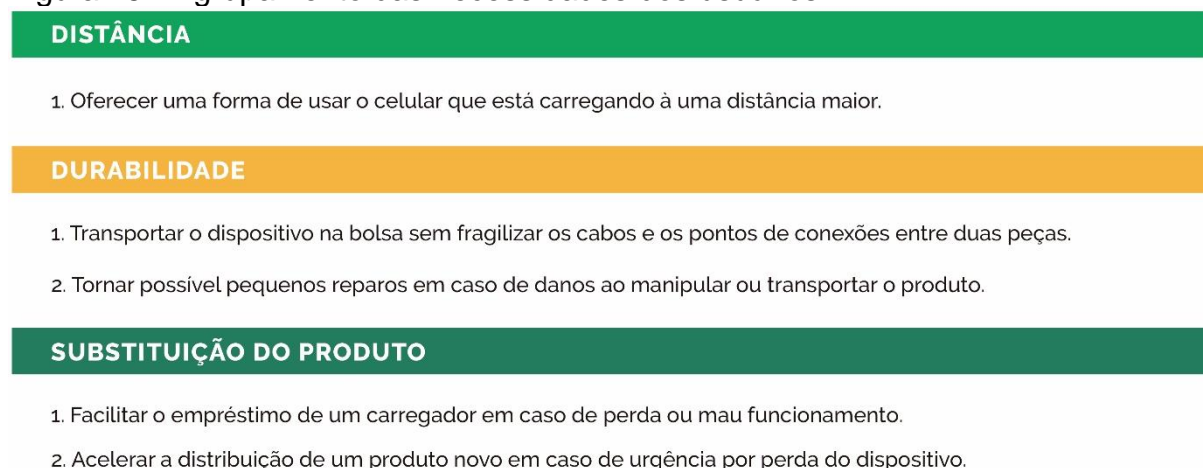 DISTÂNCIA
1. Oferecer uma forma de usar o celular que está carregando à uma distância maior.
DURABILIDADE
1. Transportar o dispositivo na bolsa sem fragilizar os cabos e os pontos de conexões entre duas peças.
2. Tornar possível pequenos reparos em caso de danos ao manipular ou transportar o produto.
SUBSTITUIÇÃO DO PRODUTO
1. Facilitar o empréstimo de um carregador em caso de perda ou mau funcionamento.
2. Acelerar a distribuição de um produto novo em caso de urgência por perda do dispositivo.